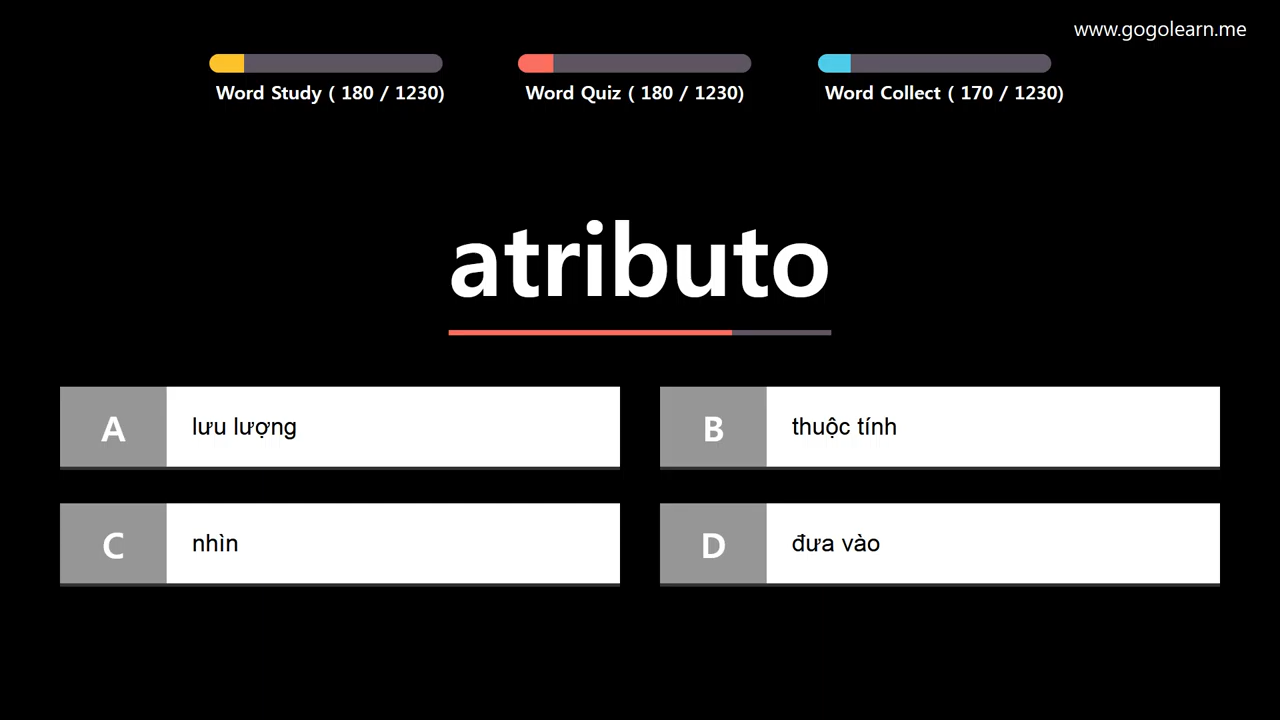 www.gogolearn.me
Word Study ( 180 / 1230)
Word Quiz ( 180 / 1230)
Word Collect ( 170 / 1230)
atributo
A lưu lượng
B thuộc tính
C nhìn
D đưa vào